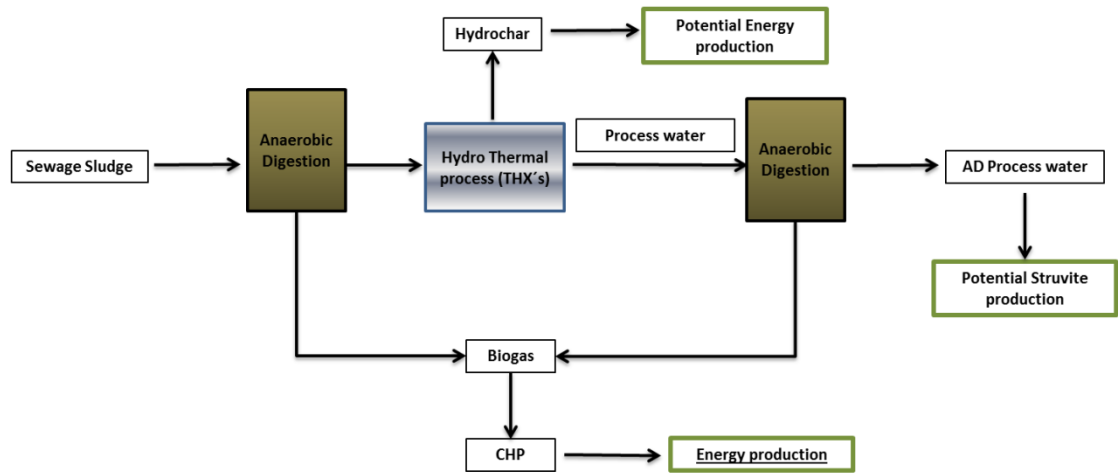 Hydrochar
Potential Energy
production
Sewage Sludge
Anaerobic
Digestion
Hydro Thermal
process (THX´s)
Process water
Anaerobic
Digestion
AD Process water
Potential Struvite
production
Biogas
CHP
Energy production